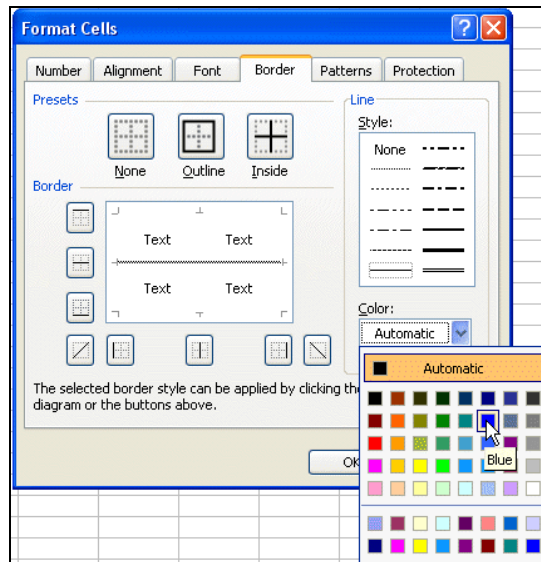 Format Cells
Number Alignment Font Border Patterns Protection
Presets
None Outline Inside
Border
Text Text
Text Text
Line
Style:
None
Color:
Automatic
Automatic
Blue
The selected border style can be applied by clicking the
diagram or the buttons above.
OK